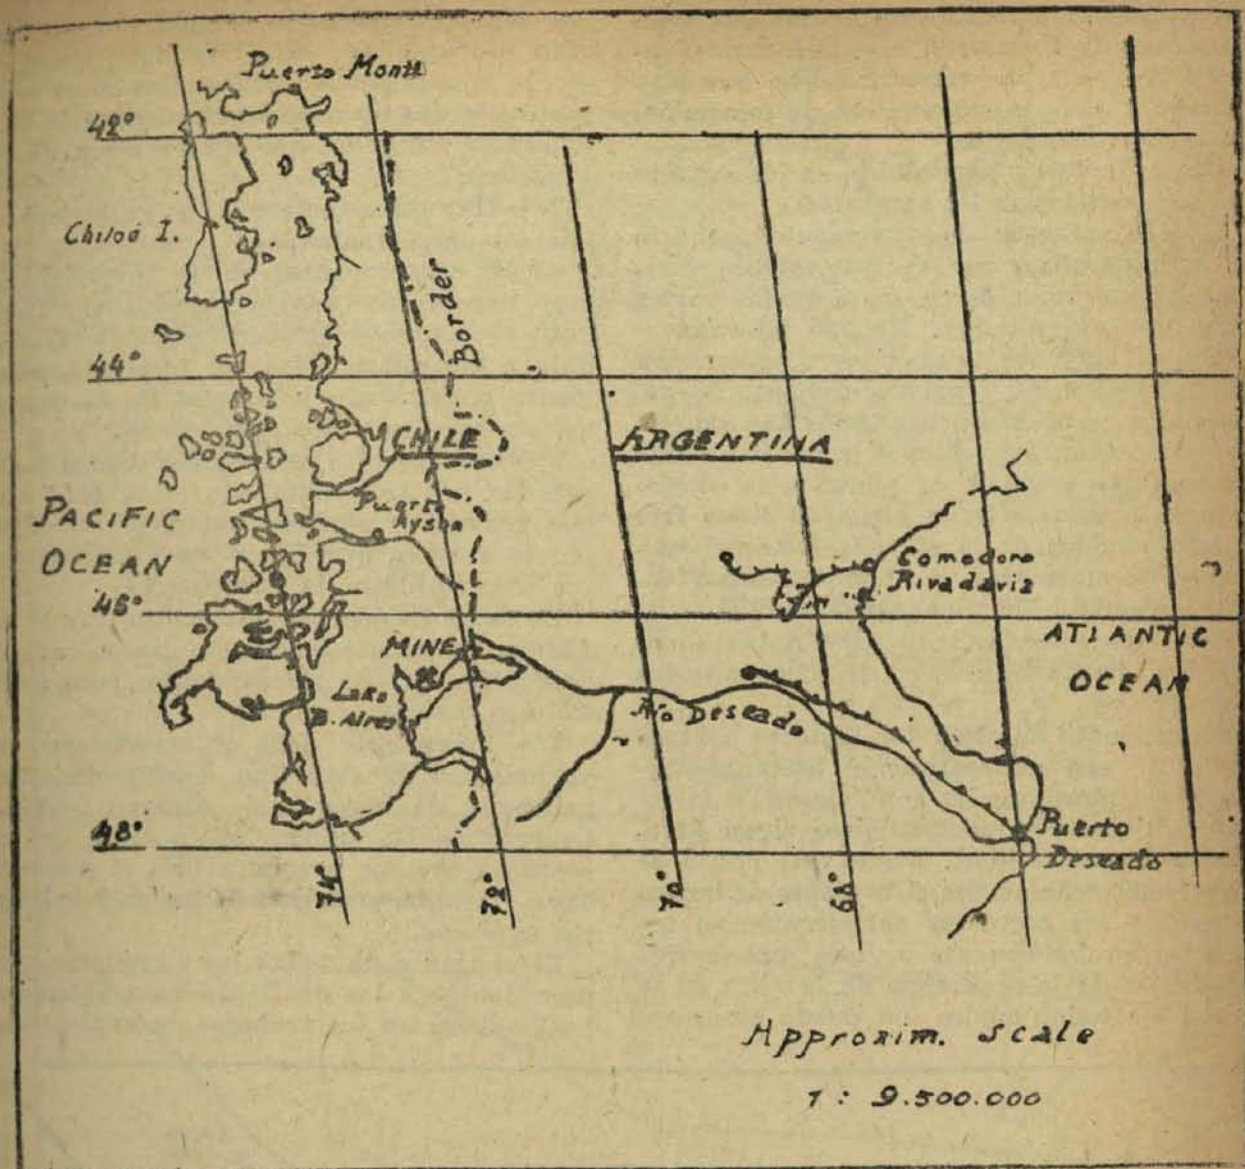 Puerto Montt
42°
Chiloé I.
Border
44°
CHILE
ARGENTINA
PACIFIC
OCEAN
Puerto
Aysen
Comodoro
Rivadavia
46°
ATLANTIC
OCEAN
MINE
Lake
B. Aires
Rio Deseado
48°
Puerto
Deseado
74°
72°
70°
68°
Approxim. scale
1 : 9.500.000